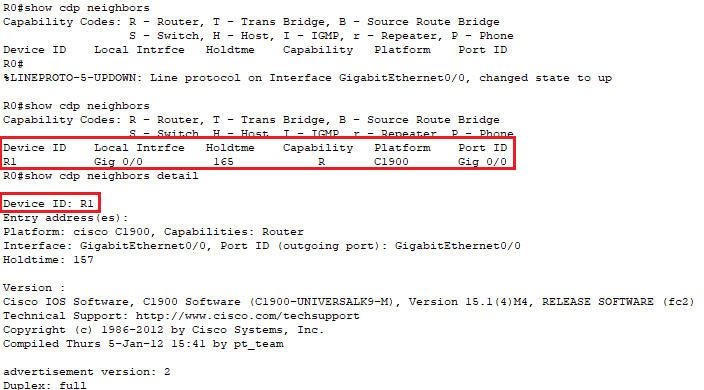 R0#show cdp neighbors
Capability Codes: R - Router, T - Trans Bridge, B - Source Route Bridge
S - Switch, H - Host, I - IGMP, r - Repeater, P - Phone
Device ID    Local Intrfce   Holdtme    Capability   Platform    Port ID
R0#
%LINEPROTO-5-UPDOWN: Line protocol on Interface GigabitEthernet0/0, changed state to up
R0#show cdp neighbors
Capability Codes: R - Router, T - Trans Bridge, B - Source Route Bridge
S - Switch, H - Host, I - IGMP, r - Repeater, P - Phone
Device ID    Local Intrfce   Holdtme    Capability   Platform    Port ID
R1           Gig 0/0          165            R       C1900       Gig 0/0
R0#show cdp neighbors detail
Device ID: R1
Entry address(es):
Platform: cisco C1900, Capabilities: Router
Interface: GigabitEthernet0/0, Port ID (outgoing port): GigabitEthernet0/0
Holdtime: 157
Version :
Cisco IOS Software, C1900 Software (C1900-UNIVERSALK9-M), Version 15.1(4)M4, RELEASE SOFTWARE (fc2)
Technical Support: http://www.cisco.com/techsupport
Copyright (c) 1986-2012 by Cisco Systems, Inc.
Compiled Thurs 5-Jan-12 15:41 by pt_team
advertisement version: 2
Duplex: full